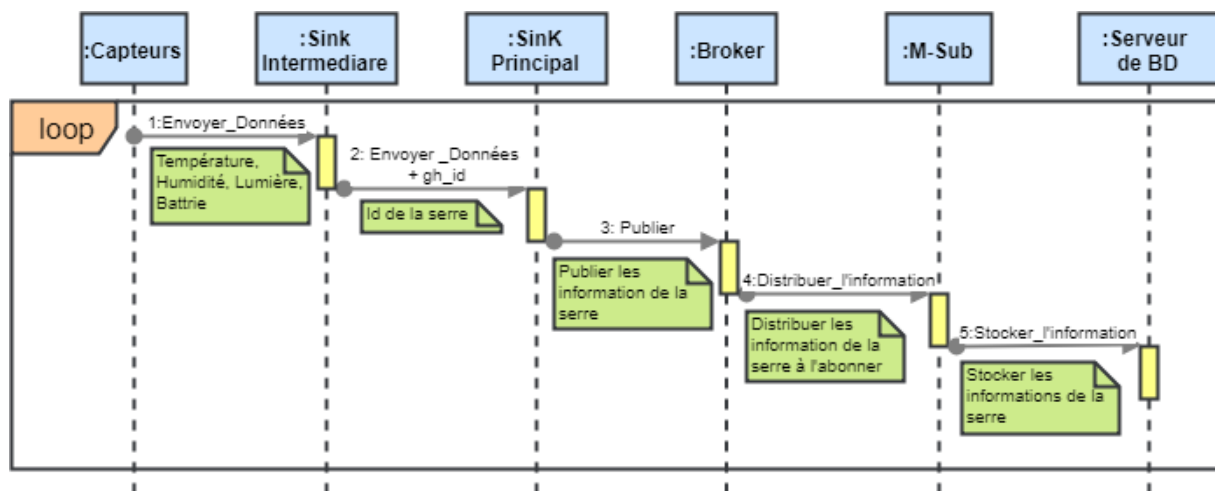 :Capteurs
:Sink
Intermediare
:SinK
Principal
:Broker
:M-Sub
:Serveur
de BD
loop
1:Envoyer_Données
Température,
Humidité, Lumière,
Battrie
2: Envoyer _Données
+ gh_id
Id de la serre
3: Publier
Publier les
information de la
serre
4:Distribuer_l'information
Distribuer les
information de la
serre à l'abonner
5:Stocker_l'information
Stocker les
informations de la
serre